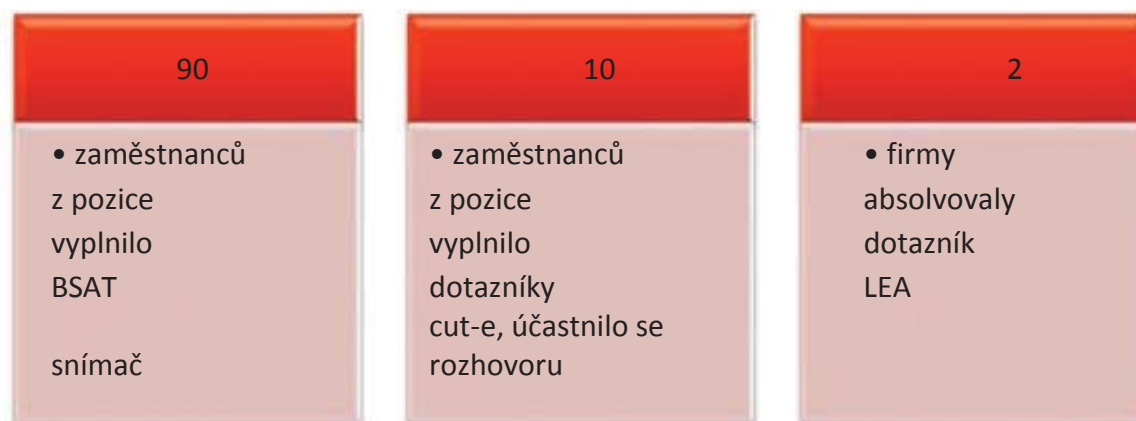 90
• zaměstnanců
z pozice
vyplnilo
BSAT
snímač
10
• zaměstnanců
z pozice
vyplnilo
dotazníky
cut-e, účastnilo se
rozhovoru
2
• firmy
absolvovaly
dotazník
LEA